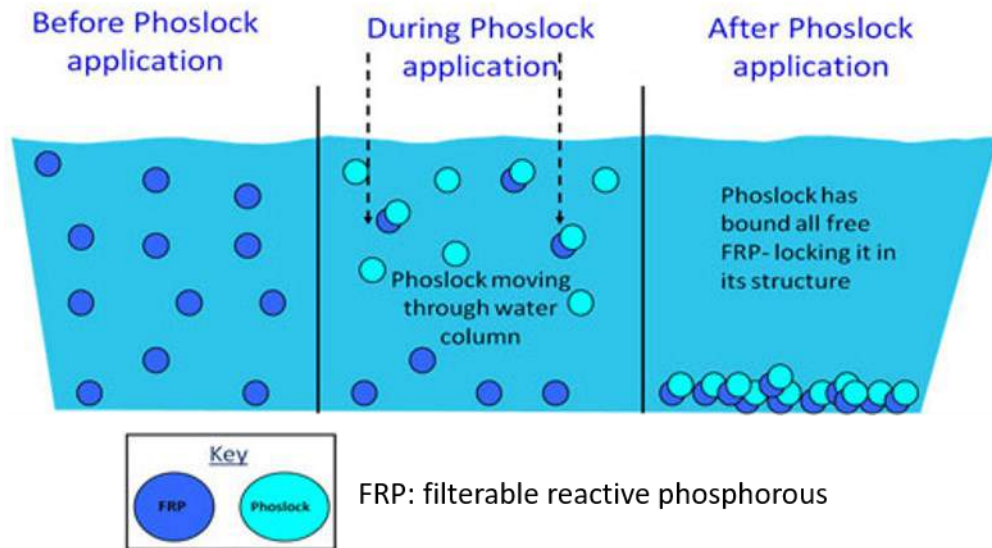 Before Phoslock
application
During Phoslock
application
After Phoslock
application
Phoslock moving
through water
column
Phoslock has
bound all free
FRP- locking it in
its structure
Key
FRP
Phoslock
FRP: filterable reactive phosphorous